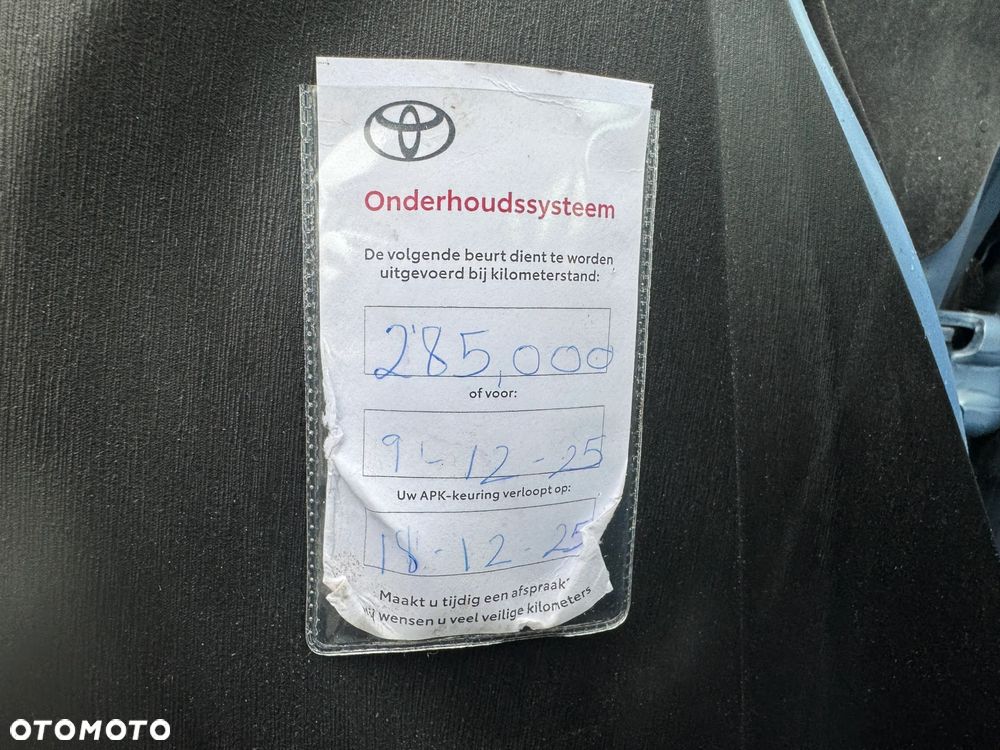 Onderhoudssysteem
De volgende beurt dient te worden
uitgevoerd bij kilometerstand:
285,000
of voor:
9-12-25
Uw APK-keuring verloopt op:
18-12-25
Maakt u tijdig een afspraak
wensen u veel veilige kilometers
OTOMOTO